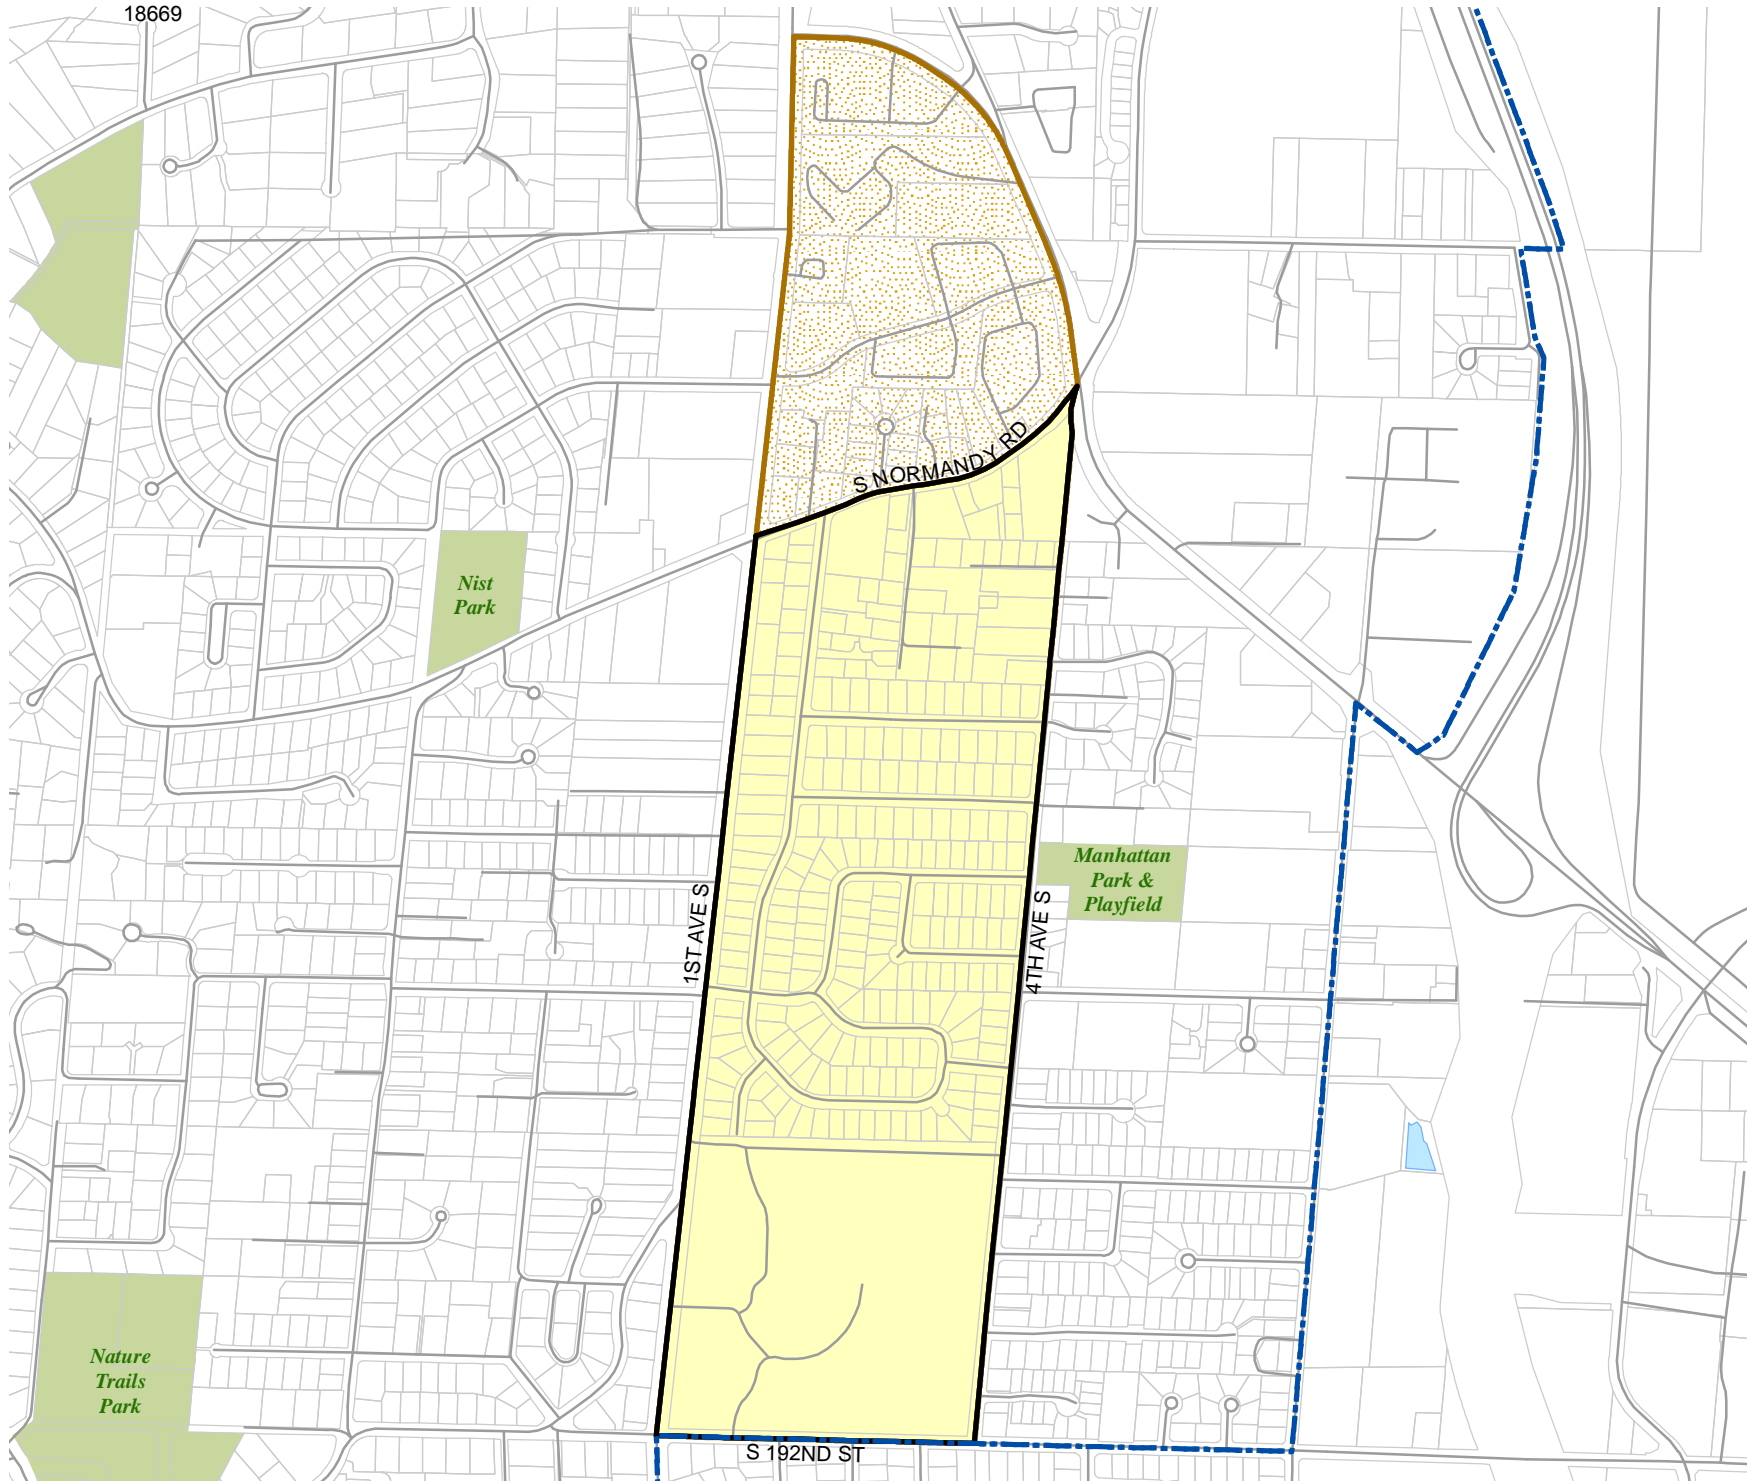 18669
S NORMANDY RD
Nist
Park
Manhattan
Park &
Playfield
1ST AVE S
4TH AVE S
Nature
Trails
Park
S 192ND ST